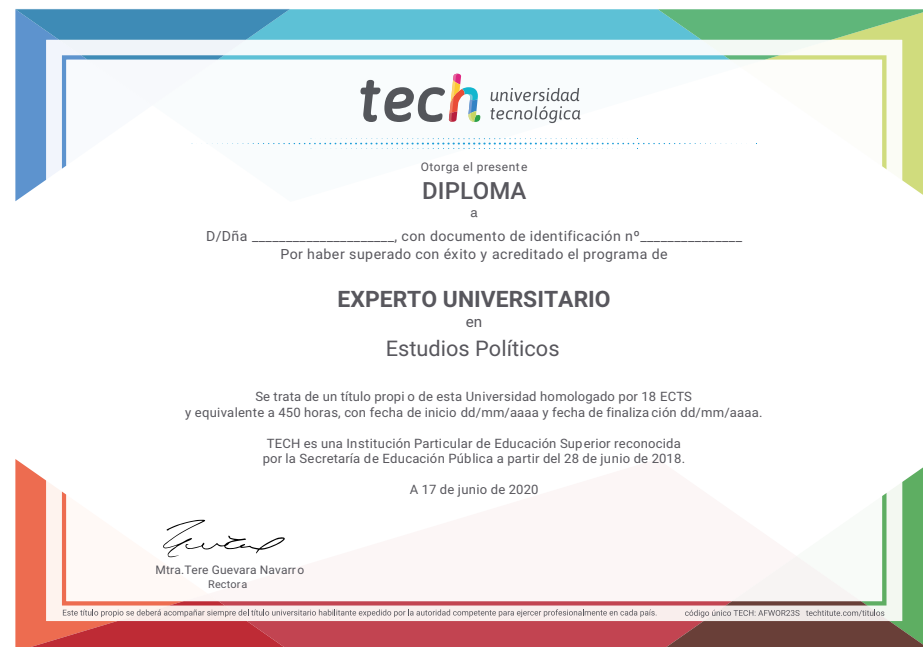 tech universidad
tecnológica
Otorga el presente
DIPLOMA
a
D/Dña ______________________, con documento de identificación nº________________
Por haber superado con éxito y acreditado el programa de
EXPERTO UNIVERSITARIO
en
Estudios Políticos
Se trata de un título propi o de esta Universidad homologado por 18 ECTS
y equivalente a 450 horas, con fecha de inicio dd/mm/aaaa y fecha de finaliza ción dd/mm/aaaa.
TECH es una Institución Particular de Educación Superior reconocida
por la Secretaría de Educación Pública a partir del 28 de junio de 2018.
A 17 de junio de 2020
Mtra.Tere Guevara Navarro
Rectora
Este título propio se deberá acompañar siempre del título universitario habilitante expedido por la autoridad competente para ejercer profesionalmente en cada país. código único TECH: AFWOR23S techtitute.com/titulos